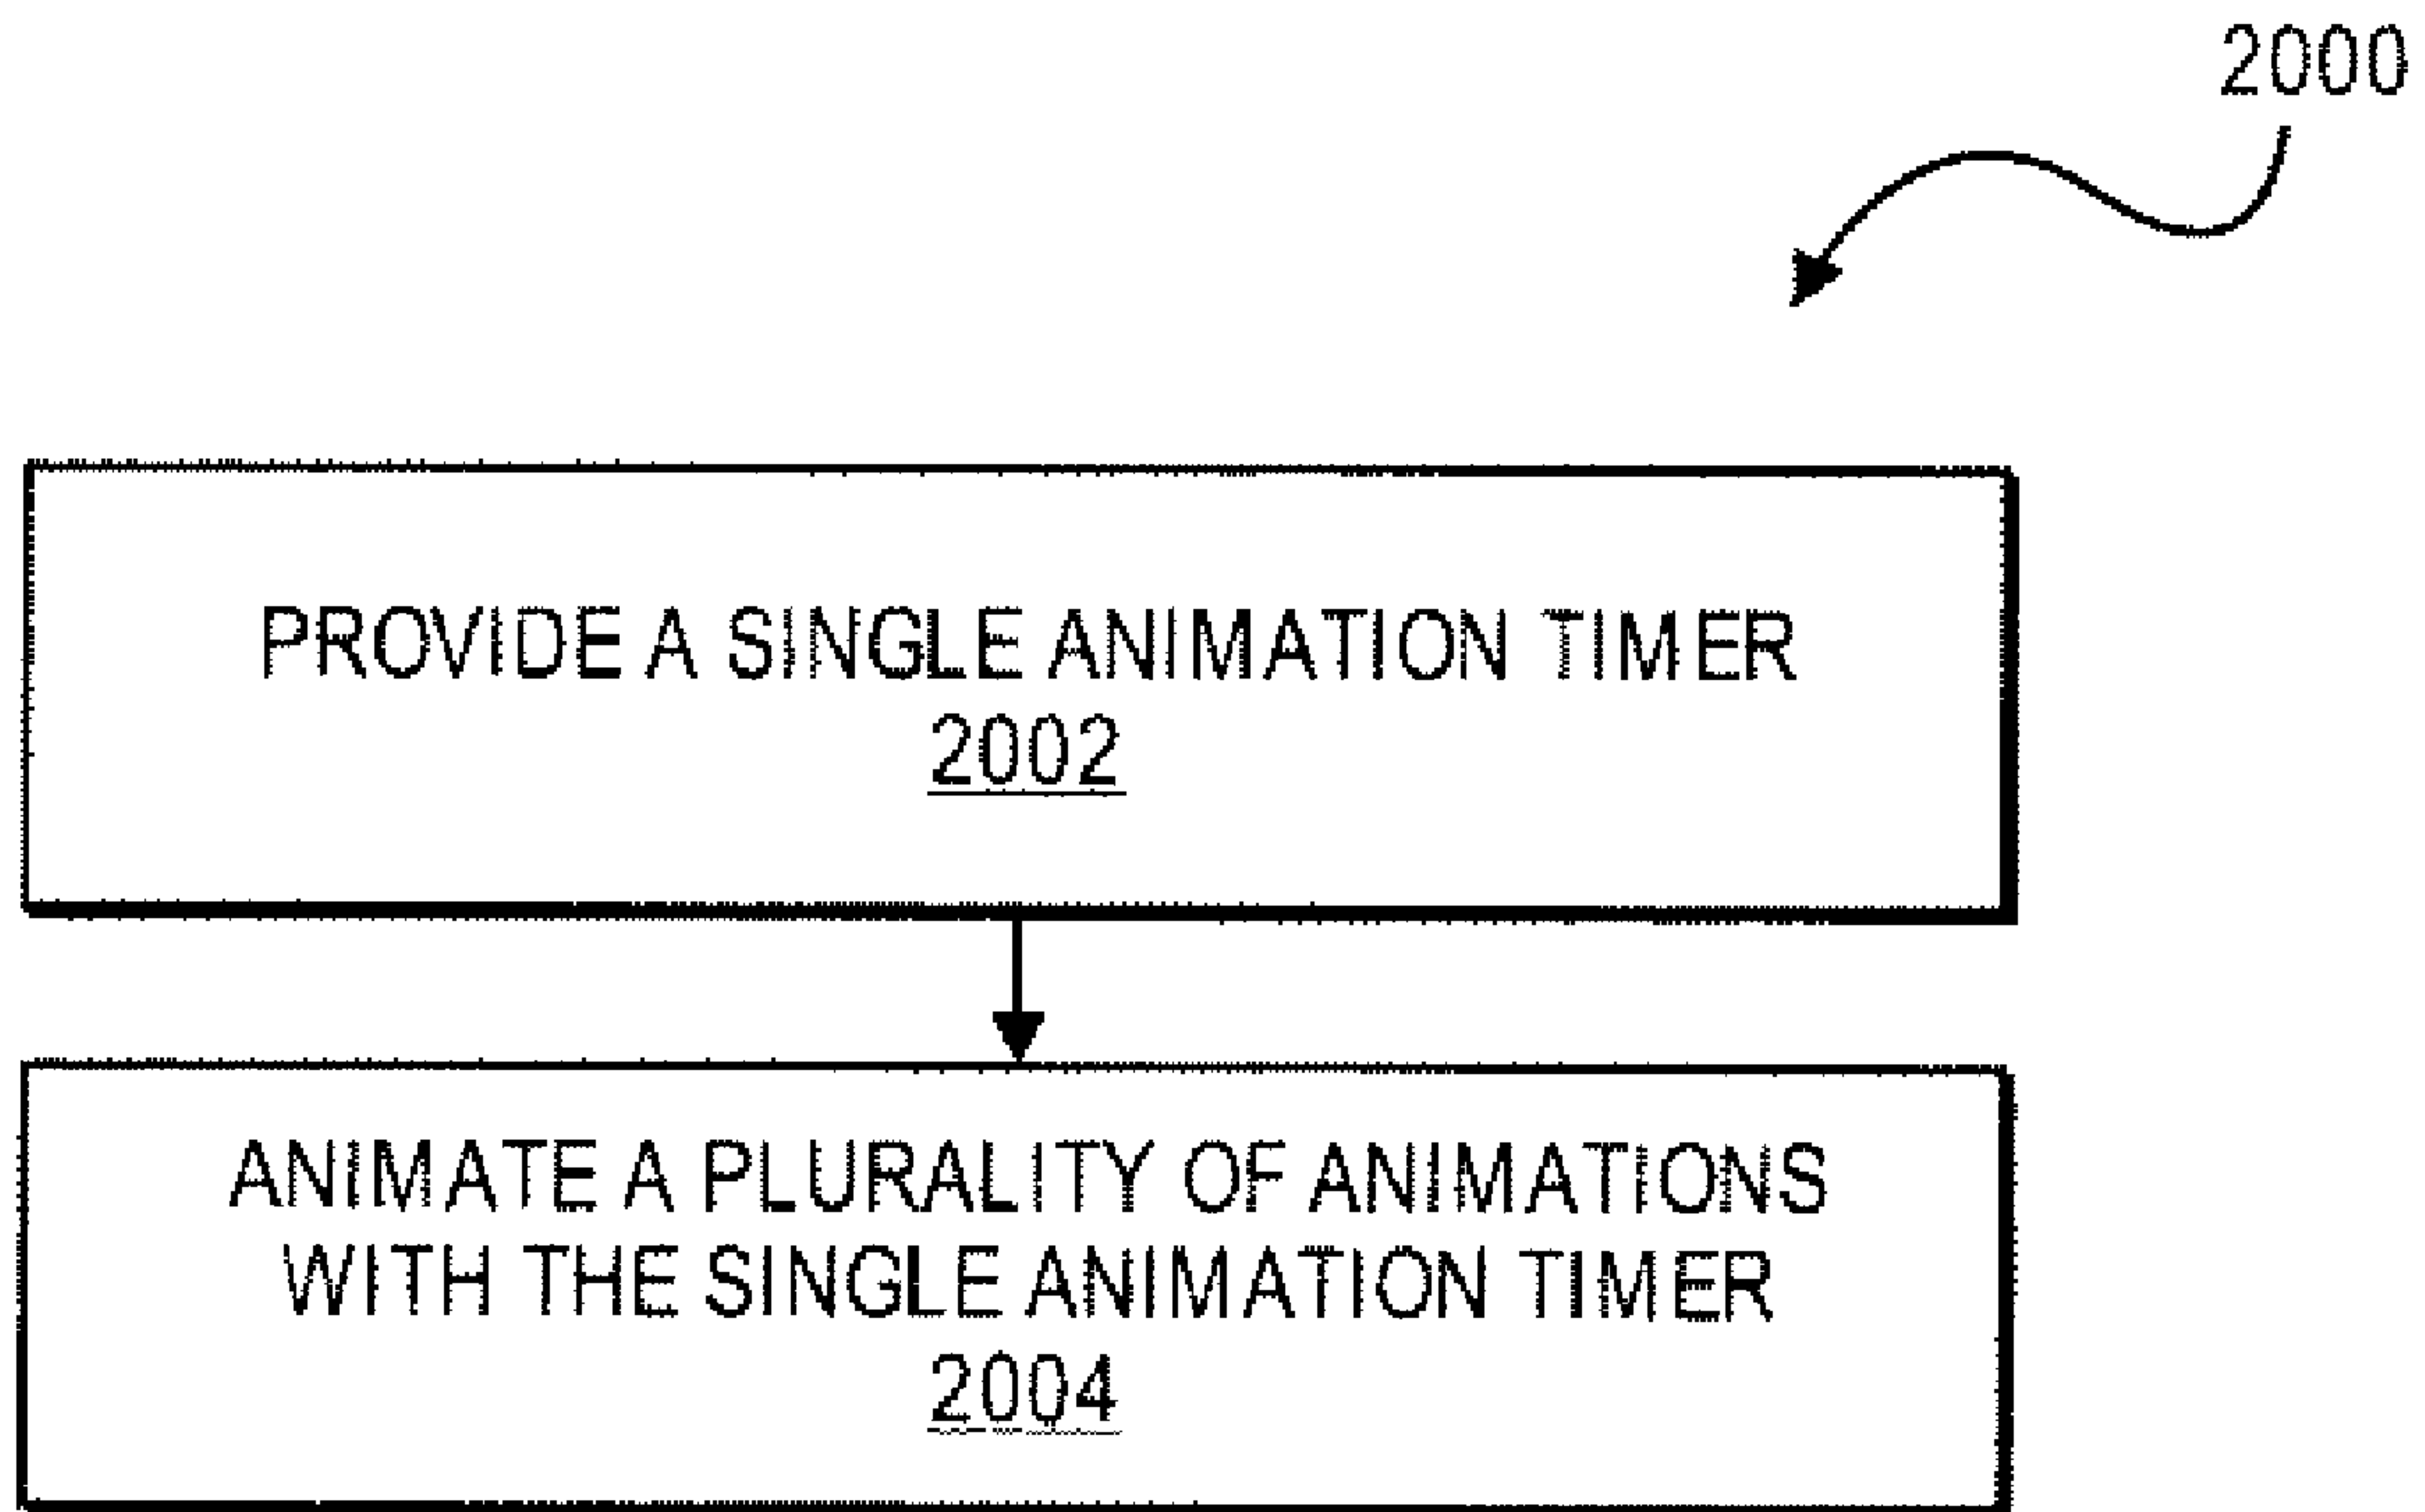 2000
PROVIDE A SINGLE ANIMATION TIMER
2002
ANIMATE A PLURALITY OF ANIMATIONS
WITH THE SINGLE ANIMATION TIMER
2004